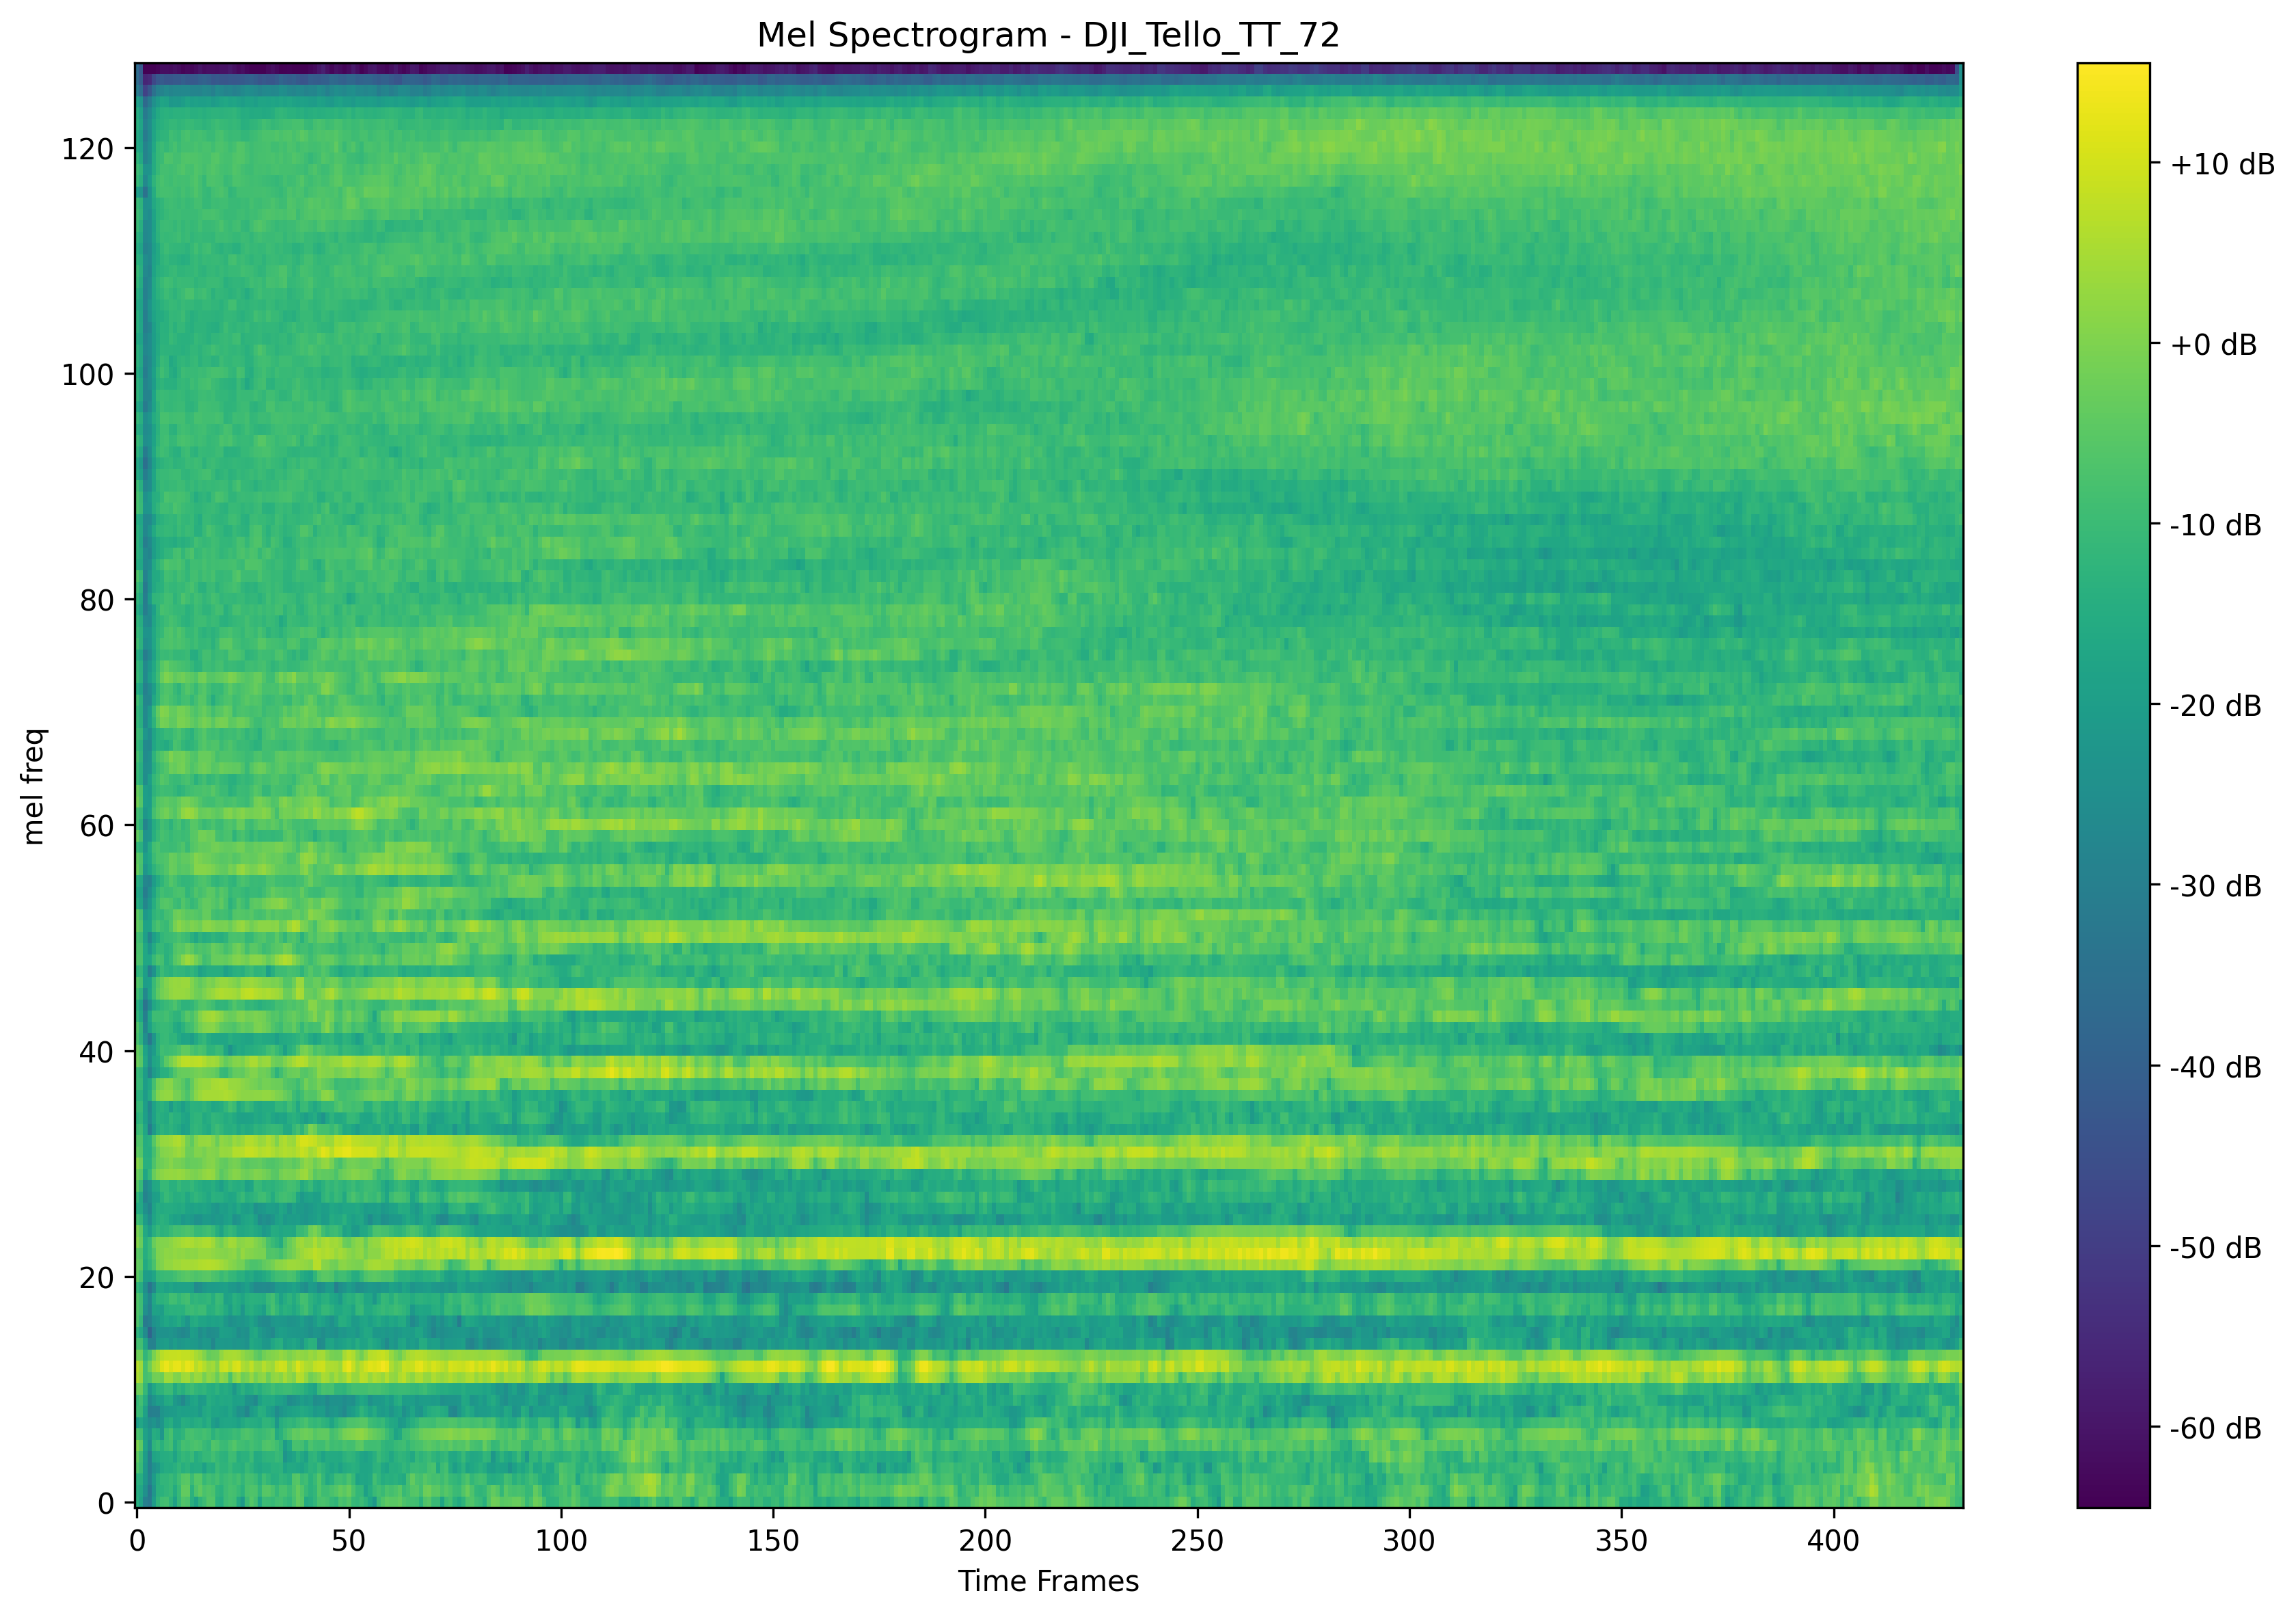 Mel Spectrogram - DJI_Tello_TT_72
mel freq
120
100
80
60
40
20
0
0 50 100 150 200 250 300 350 400
Time Frames
+10 dB
+0 dB
-10 dB
-20 dB
-30 dB
-40 dB
-50 dB
-60 dB